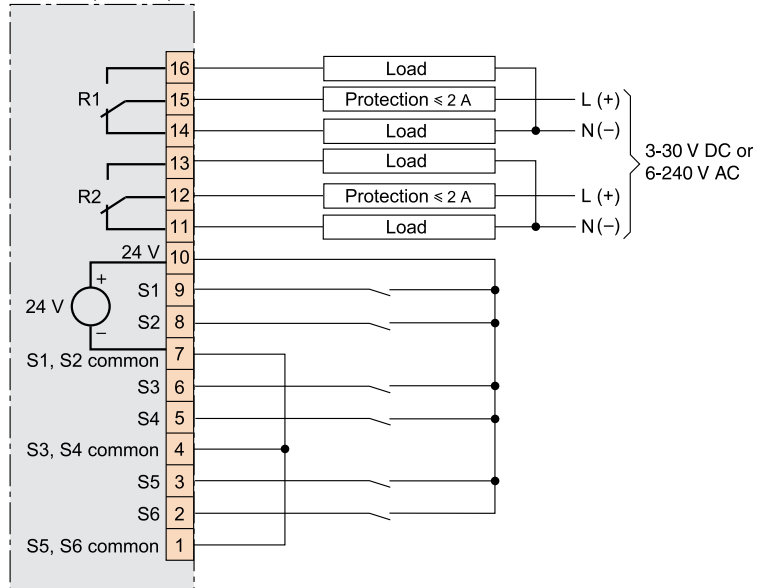 16 Load
R1 15 Protection ≤ 2 A L (+)
14 Load N (–)
13 Load
3-30 V DC or
6-240 V AC
R2 12 Protection ≤ 2 A L (+)
11 Load N (–)
24 V 10
+
S1 9
24 V
S2 8
–
7
S1, S2 common
S3 6
S4 5
S3, S4 common 4
S5 3
S6 2
S5, S6 common 1